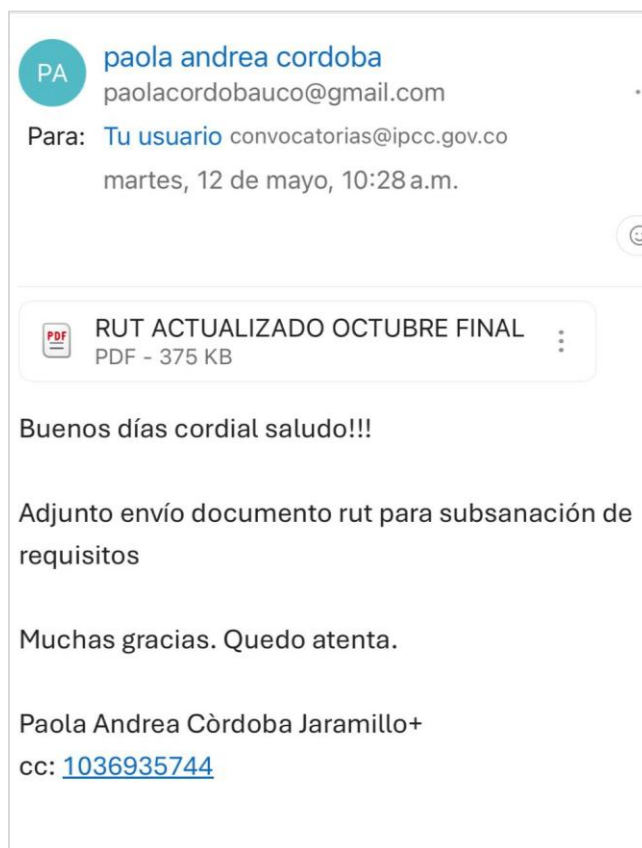 PA
paola andrea cordoba
paolacordobauco@gmail.com
Para: Tu usuario convocatorias@ipcc.gov.co
martes, 12 de mayo, 10:28 a.m.
PDF
RUT ACTUALIZADO OCTUBRE FINAL
PDF - 375 KB
Buenos días cordial saludo!!!
Adjunto envío documento rut para subsanación de
requisitos
Muchas gracias. Quedo atenta.
Paola Andrea Còrdoba Jaramillo+
cc: 1036935744